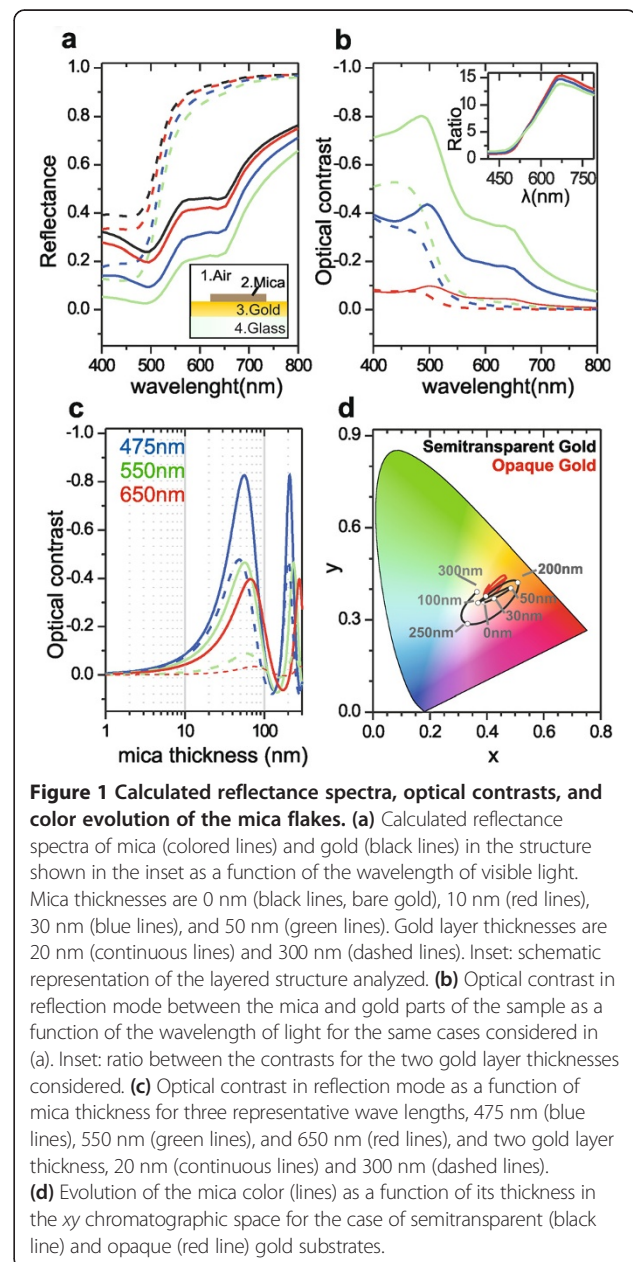 a
b
Reflectance
1.0
0.8
0.6
0.4
0.2
0.0
400 500 600 700 800
wavelenght(nm)
1.Air
2.Mica
3.Gold
4.Glass
Optical contrast
-1.0
-0.8
-0.6
-0.4
-0.2
0.0
400 500 600 700 800
wavelenght(nm)
Ratio
15
10
5
0
450 600 750
λ(nm)
c
d
475nm
550nm
650nm
Optical contrast
-1.0
-0.8
-0.6
-0.4
-0.2
0.0
1 10 100
mica thickness (nm)
Semitransparent Gold
Opaque Gold
y
0.9
0.6
0.3
0.0
300nm
200nm
100nm
50nm
30nm
250nm
0nm
0.0 0.2 0.4 0.6 0.8
x
Figure 1 Calculated reflectance spectra, optical contrasts, and
color evolution of the mica flakes. (a) Calculated reflectance
spectra of mica (colored lines) and gold (black lines) in the structure
shown in the inset as a function of the wavelength of visible light.
Mica thicknesses are 0 nm (black lines, bare gold), 10 nm (red lines),
30 nm (blue lines), and 50 nm (green lines). Gold layer thicknesses are
20 nm (continuous lines) and 300 nm (dashed lines). Inset: schematic
representation of the layered structure analyzed. (b) Optical contrast in
reflection mode between the mica and gold parts of the sample as a
function of the wavelength of light for the same cases considered in
(a). Inset: ratio between the contrasts for the two gold layer thicknesses
considered. (c) Optical contrast in reflection mode as a function of
mica thickness for three representative wave lengths, 475 nm (blue
lines), 550 nm (green lines), and 650 nm (red lines), and two gold layer
thickness, 20 nm (continuous lines) and 300 nm (dashed lines).
(d) Evolution of the mica color (lines) as a function of its thickness in
the xy chromatographic space for the case of semitransparent (black
line) and opaque (red line) gold substrates.